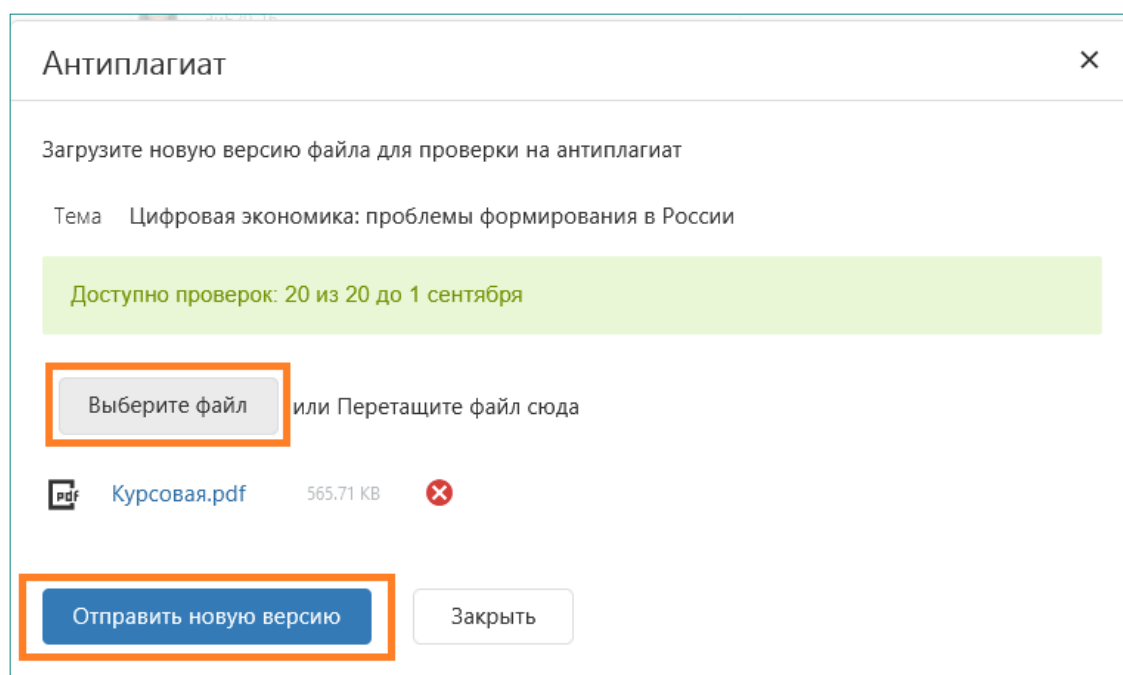 Антиплагиат
Загрузите новую версию файла для проверки на антиплагиат
Тема Цифровая экономика: проблемы формирования в России
Доступно проверок: 20 из 20 до 1 сентября
Выберите файл или Перетащите файл сюда
pdf Курсовая.pdf 565.71 KB
Отправить новую версию Закрыть